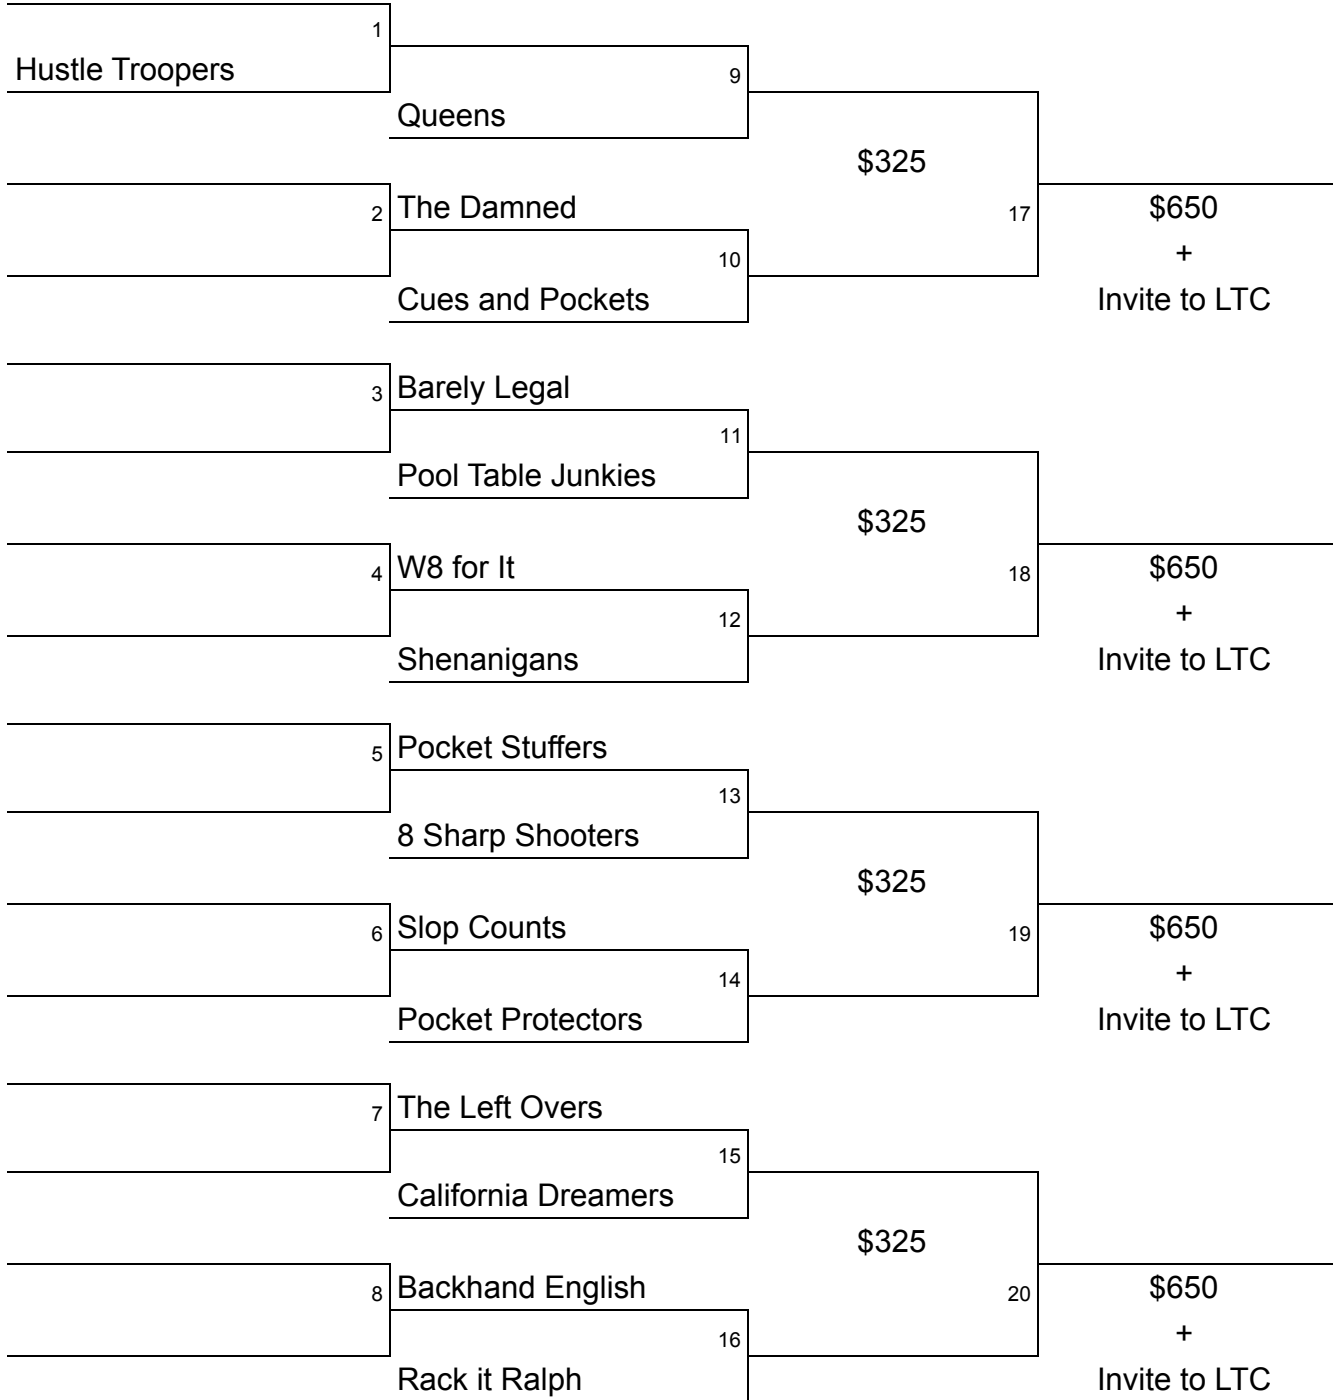 1
Hustle Troopers
9
Queens
$325
2 The Damned
17
$650
+
10
Cues and Pockets
Invite to LTC
3 Barely Legal
11
Pool Table Junkies
$325
4 W8 for It
18
$650
+
12
Shenanigans
Invite to LTC
5 Pocket Stuffers
13
8 Sharp Shooters
$325
6 Slop Counts
19
$650
+
14
Pocket Protectors
Invite to LTC
7 The Left Overs
15
California Dreamers
$325
8 Backhand English
20
$650
+
16
Rack it Ralph
Invite to LTC